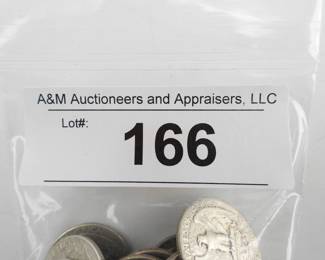 A&M Auctioneers and Appraisers, LLC
Lot#:
166